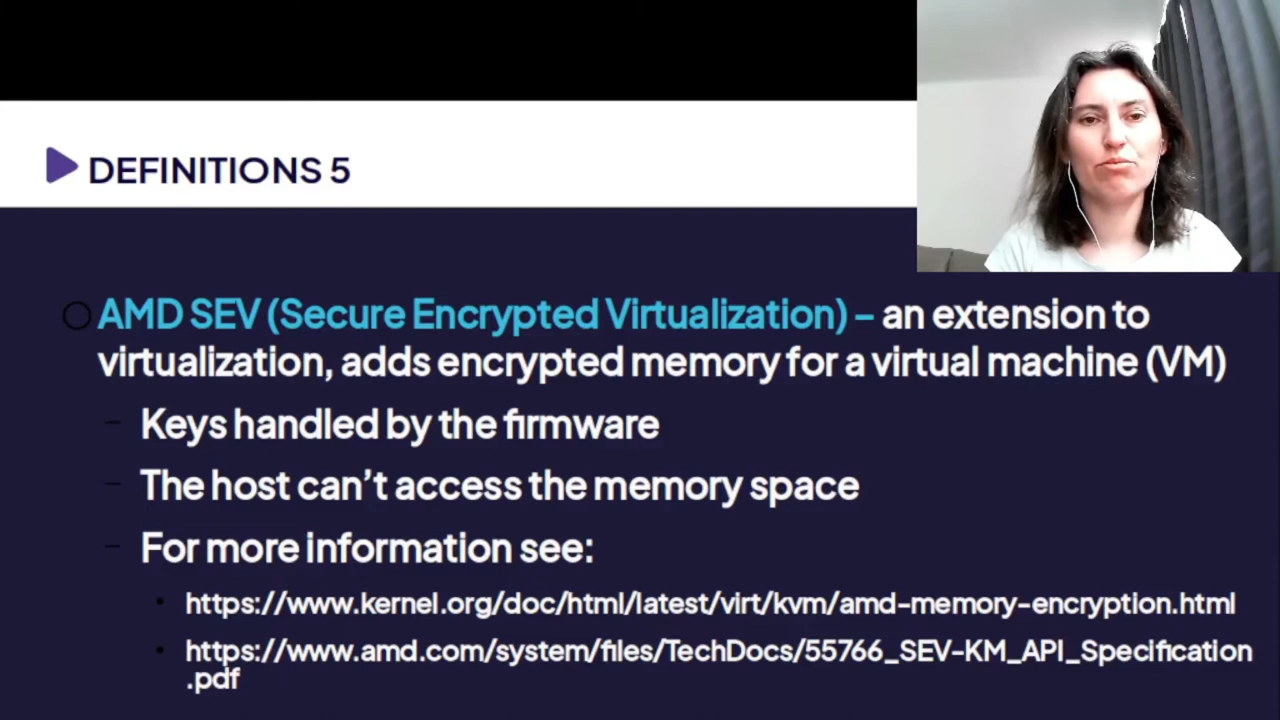 DEFINITIONS 5
AMD SEV (Secure Encrypted Virtualization) – an extension to
virtualization, adds encrypted memory for a virtual machine (VM)
– Keys handled by the firmware
– The host can’t access the memory space
– For more information see:
• https://www.kernel.org/doc/html/latest/virt/kvm/amd-memory-encryption.html
• https://www.amd.com/system/files/TechDocs/55766_SEV-KM_API_Specification
.pdf